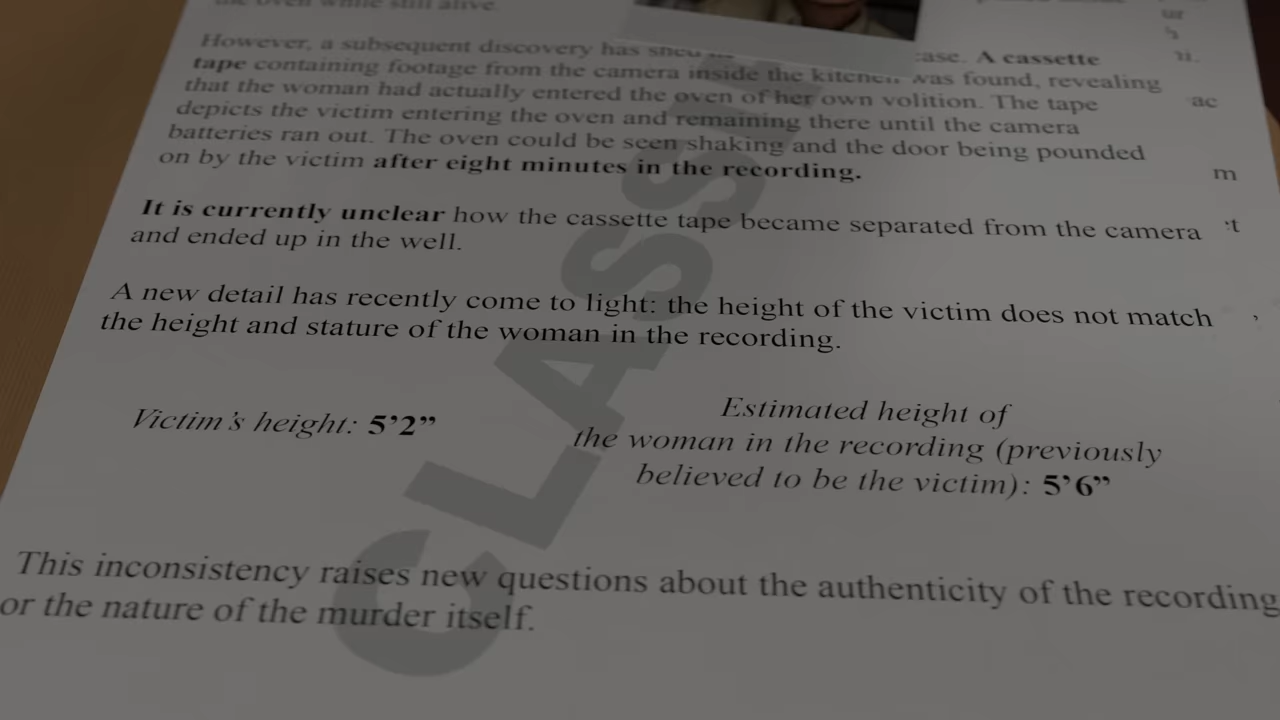 the oven while still alive.
However, a subsequent discovery has case. A cassette
tape containing footage from the camera inside the kitchen was found, revealing
that the woman had actually entered the oven of her own volition. The tape
depicts the victim entering the oven and remaining there until the camera
batteries ran out. The oven could be seen shaking and the door being pounded
on by the victim after eight minutes in the recording.
It is currently unclear how the cassette tape became separated from the camera
and ended up in the well.
A new detail has recently come to light: the height of the victim does not match
the height and stature of the woman in the recording.
Victim's height: 5’2”
Estimated height of
the woman in the recording (previously
believed to be the victim): 5’6”
This inconsistency raises new questions about the authenticity of the recording
or the nature of the murder itself.
CLASSI